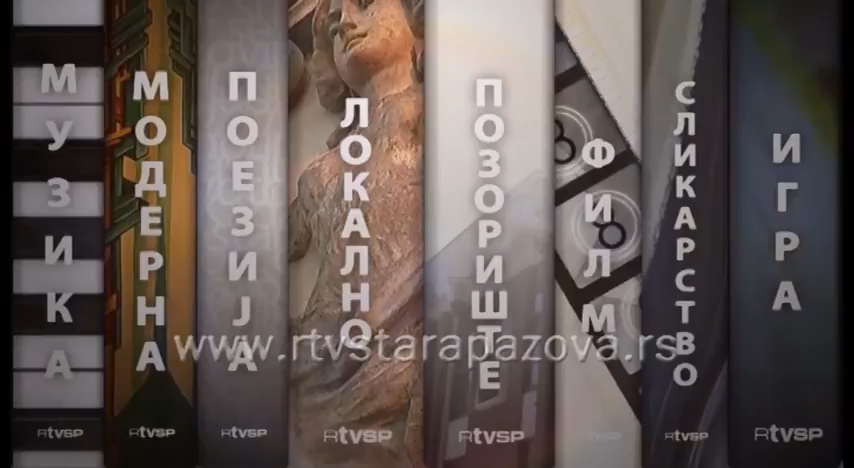 МУЗИКА
МОДЕРНА
ПОЕЗИЈА
ЛОКАЛНО
ПОЗОРИШТЕ
ФИЛМ
СЛИКАРСТВО
ИГРА
www.rtvstarapazova.rs
RTVSP
RTVSP
RTVSP
RTVSP
RTVSP
RTVSP
RTVSP